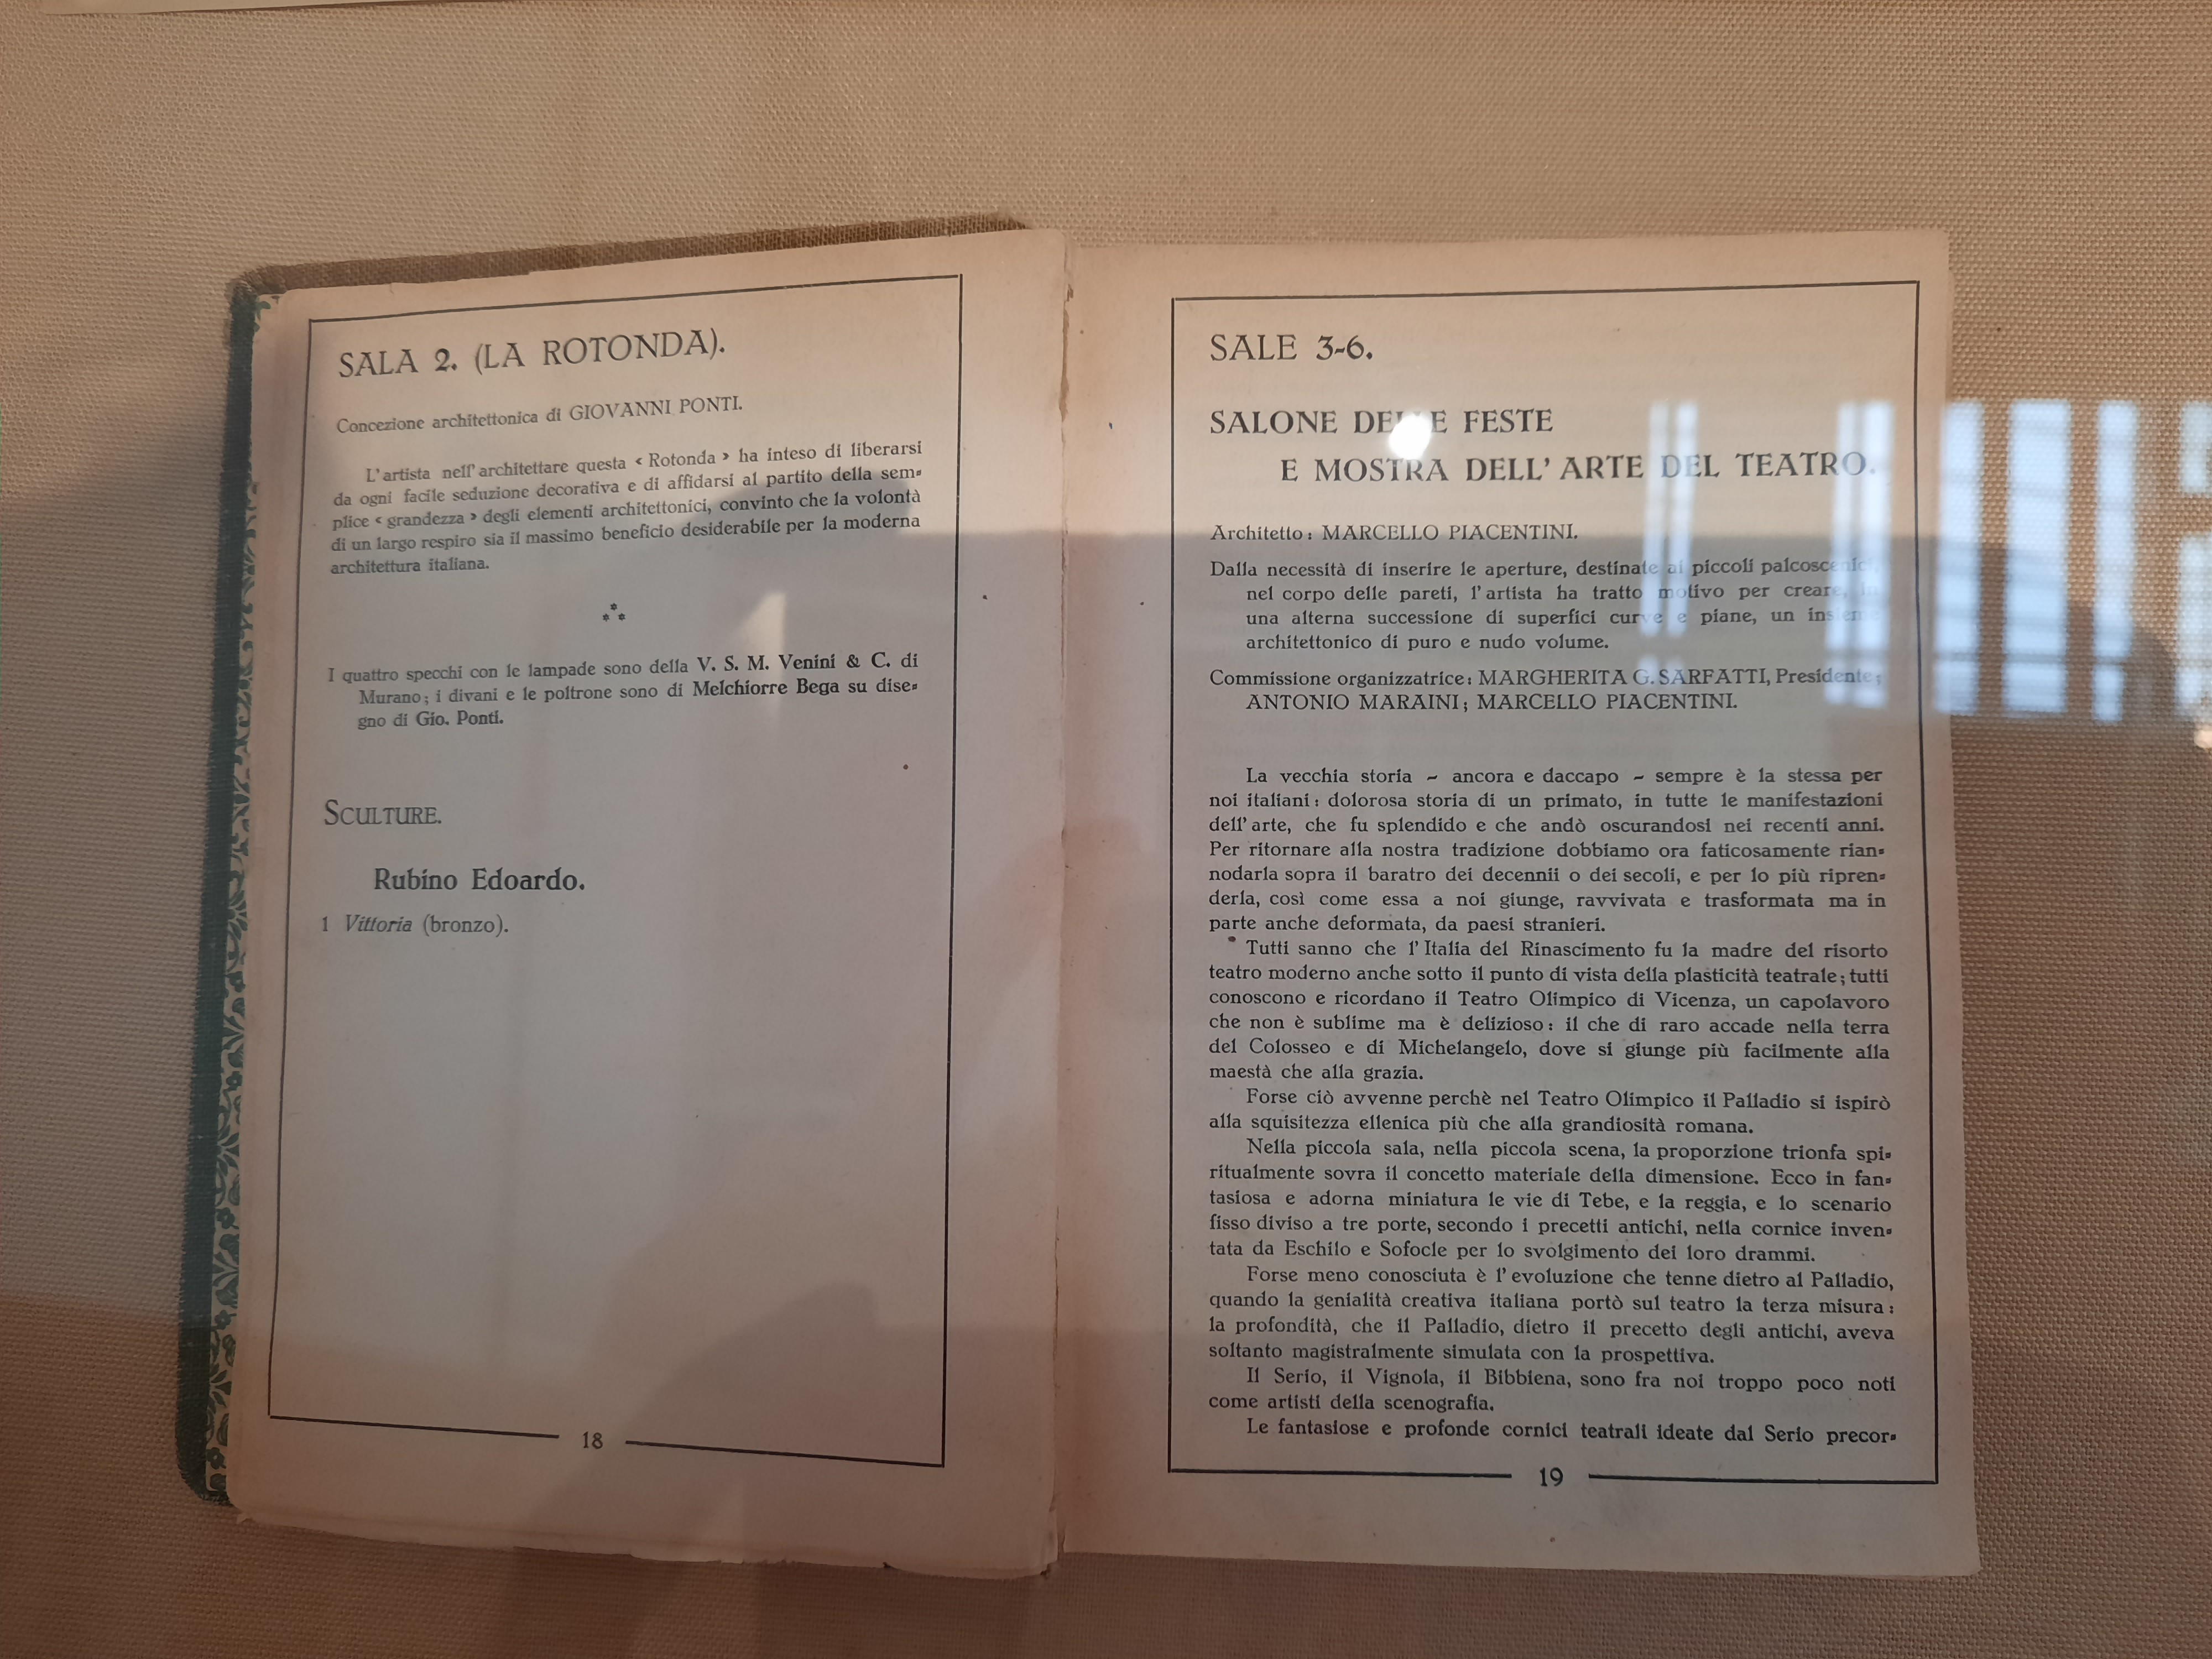 SALA 2. (LA ROTONDA).
Concezione architettonica di GIOVANNI PONTI.
L'artista nell'architettare questa « Rotonda » ha inteso di liberarsi
da ogni facile seduzione decorativa e di affidarsi al partito della sem=
plice « grandezza » degli elementi architettonici, convinto che la volontà
di un largo respiro sia il massimo beneficio desiderabile per la moderna
architettura italiana.
***
I quattro specchi con le lampade sono della V. S. M. Venini & C. di
Murano; i divani e le poltrone sono di Melchiorre Bega su dise=
gno di Gio. Ponti.
SCULTURE.
Rubino Edoardo.
1 Vittoria (bronzo).
18
SALE 3-6.
SALONE DELLE FESTE
E MOSTRA DELL' ARTE DEL TEATRO.
Architetto: MARCELLO PIACENTINI.
Dalla necessità di inserire le aperture, destinate ai piccoli palcoscenici,
nel corpo delle pareti, l'artista ha tratto motivo per creare, in
una alterna successione di superfici curve e piane, un insieme
architettonico di puro e nudo volume.
Commissione organizzatrice: MARGHERITA G. SARFATTI, Presidente;
ANTONIO MARAINI; MARCELLO PIACENTINI.
La vecchia storia - ancora e daccapo - sempre è la stessa per
noi italiani: dolorosa storia di un primato, in tutte le manifestazioni
dell'arte, che fu splendido e che andò oscurandosi nei recenti anni.
Per ritornare alla nostra tradizione dobbiamo ora faticosamente rian=
nodarla sopra il baratro dei decennii o dei secoli, e per lo più ripren=
derla, così come essa a noi giunge, ravvivata e trasformata ma in
parte anche deformata, da paesi stranieri.
Tutti sanno che l'Italia del Rinascimento fu la madre del risorto
teatro moderno anche sotto il punto di vista della plasticità teatrale; tutti
conoscono e ricordano il Teatro Olimpico di Vicenza, un capolavoro
che non è sublime ma è delizioso: il che di raro accade nella terra
del Colosseo e di Michelangelo, dove si giunge più facilmente alla
maestà che alla grazia.
Forse ciò avvenne perchè nel Teatro Olimpico il Palladio si ispirò
alla squisitezza ellenica più che alla grandiosità romana.
Nella piccola sala, nella piccola scena, la proporzione trionfa spi=
ritualmente sovra il concetto materiale della dimensione. Ecco in fan=
tasiosa e adorna miniatura le vie di Tebe, e la reggia, e lo scenario
fisso diviso a tre porte, secondo i precetti antichi, nella cornice inven=
tata da Eschilo e Sofocle per lo svolgimento dei loro drammi.
Forse meno conosciuta è l'evoluzione che tenne dietro al Palladio,
quando la genialità creativa italiana portò sul teatro la terza misura:
la profondità, che il Palladio, dietro il precetto degli antichi, aveva
soltanto magistralmente simulata con la prospettiva.
Il Serio, il Vignola, il Bibbiena, sono fra noi troppo poco noti
come artisti della scenografia.
Le fantasiose e profonde cornici teatrali ideate dal Serio precor=
19